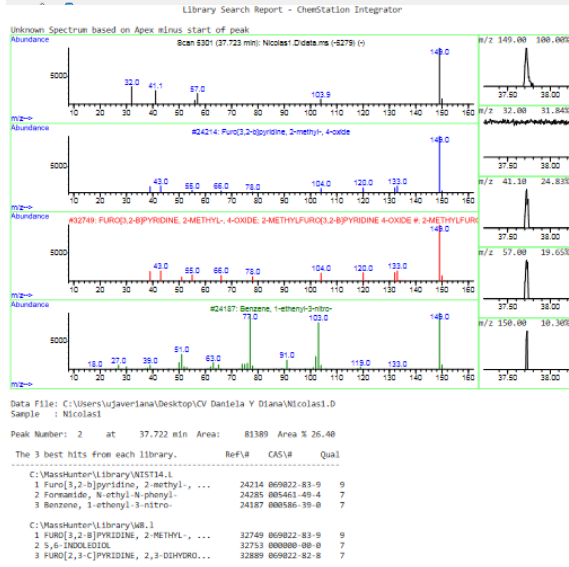 Library Search Report - ChemStation Integrator
Unknown Spectrum based on Apex minus start of peak
Abundance
Scan 5301 (37.723 min): Nicolas1.D\data.ms (-5279) (-)
149.0
32.0 41.1 57.0 103.9
5000
10 20 30 40 50 60 70 80 90 100 110 120 130 140 150 160
m/z-->
Abundance
#24214: Furo[3,2-b]pyridine, 2-methyl-, 4-oxide
149.0
5000
43.0 55.0 66.0 78.0 104.0 120.0 133.0
10 20 30 40 50 60 70 80 90 100 110 120 130 140 150 160
m/z-->
Abundance
#32749: FURO[3,2-B]PYRIDINE, 2-METHYL-, 4-OXIDE; 2-METHYLFURO[3,2-B]PYRIDINE 4-OXIDE #; 2-METHYLFURO
149.0
5000
43.0 55.0 66.0 78.0 104.0 120.0 133.0
10 20 30 40 50 60 70 80 90 100 110 120 130 140 150 160
m/z-->
Abundance
#24187: Benzene, 1-ethenyl-3-nitro-
77.0 103.0 149.0
5000
18.0 27.0 39.0 51.0 63.0 91.0 119.0 133.0
10 20 30 40 50 60 70 80 90 100 110 120 130 140 150 160
m/z-->
m/z 149.00 100.00%
37.50 38.00
m/z 32.00 31.84%
37.50 38.00
m/z 41.10 24.83%
37.50 38.00
m/z 57.00 19.65%
37.50 38.00
m/z 150.00 10.30%
37.50 38.00
Data File: C:\Users\ujaveriana\Desktop\CV Daniela Y Diana\Nicolas1.D
Sample : Nicolas1
Peak Number: 2 at 37.722 min Area: 81389 Area % 26.40
The 3 best hits from each library. Ref\# CAS\# Qual
C:\MassHunter\Library\NIST14.L
1 Furo[3,2-b]pyridine, 2-methyl-, ... 24214 069022-83-9 9
2 Formamide, N-ethyl-N-phenyl- 24285 005461-49-4 7
3 Benzene, 1-ethenyl-3-nitro- 24187 000586-39-0 7
C:\MassHunter\Library\W8.l
1 FURO[3,2-B]PYRIDINE, 2-METHYL-, ... 32749 069022-83-9 9
2 5,6-INDOLEDIOL 32753 000000-00-0 7
3 FURO[2,3-C]PYRIDINE, 2,3-DIHYDRO... 32889 069022-82-8 7